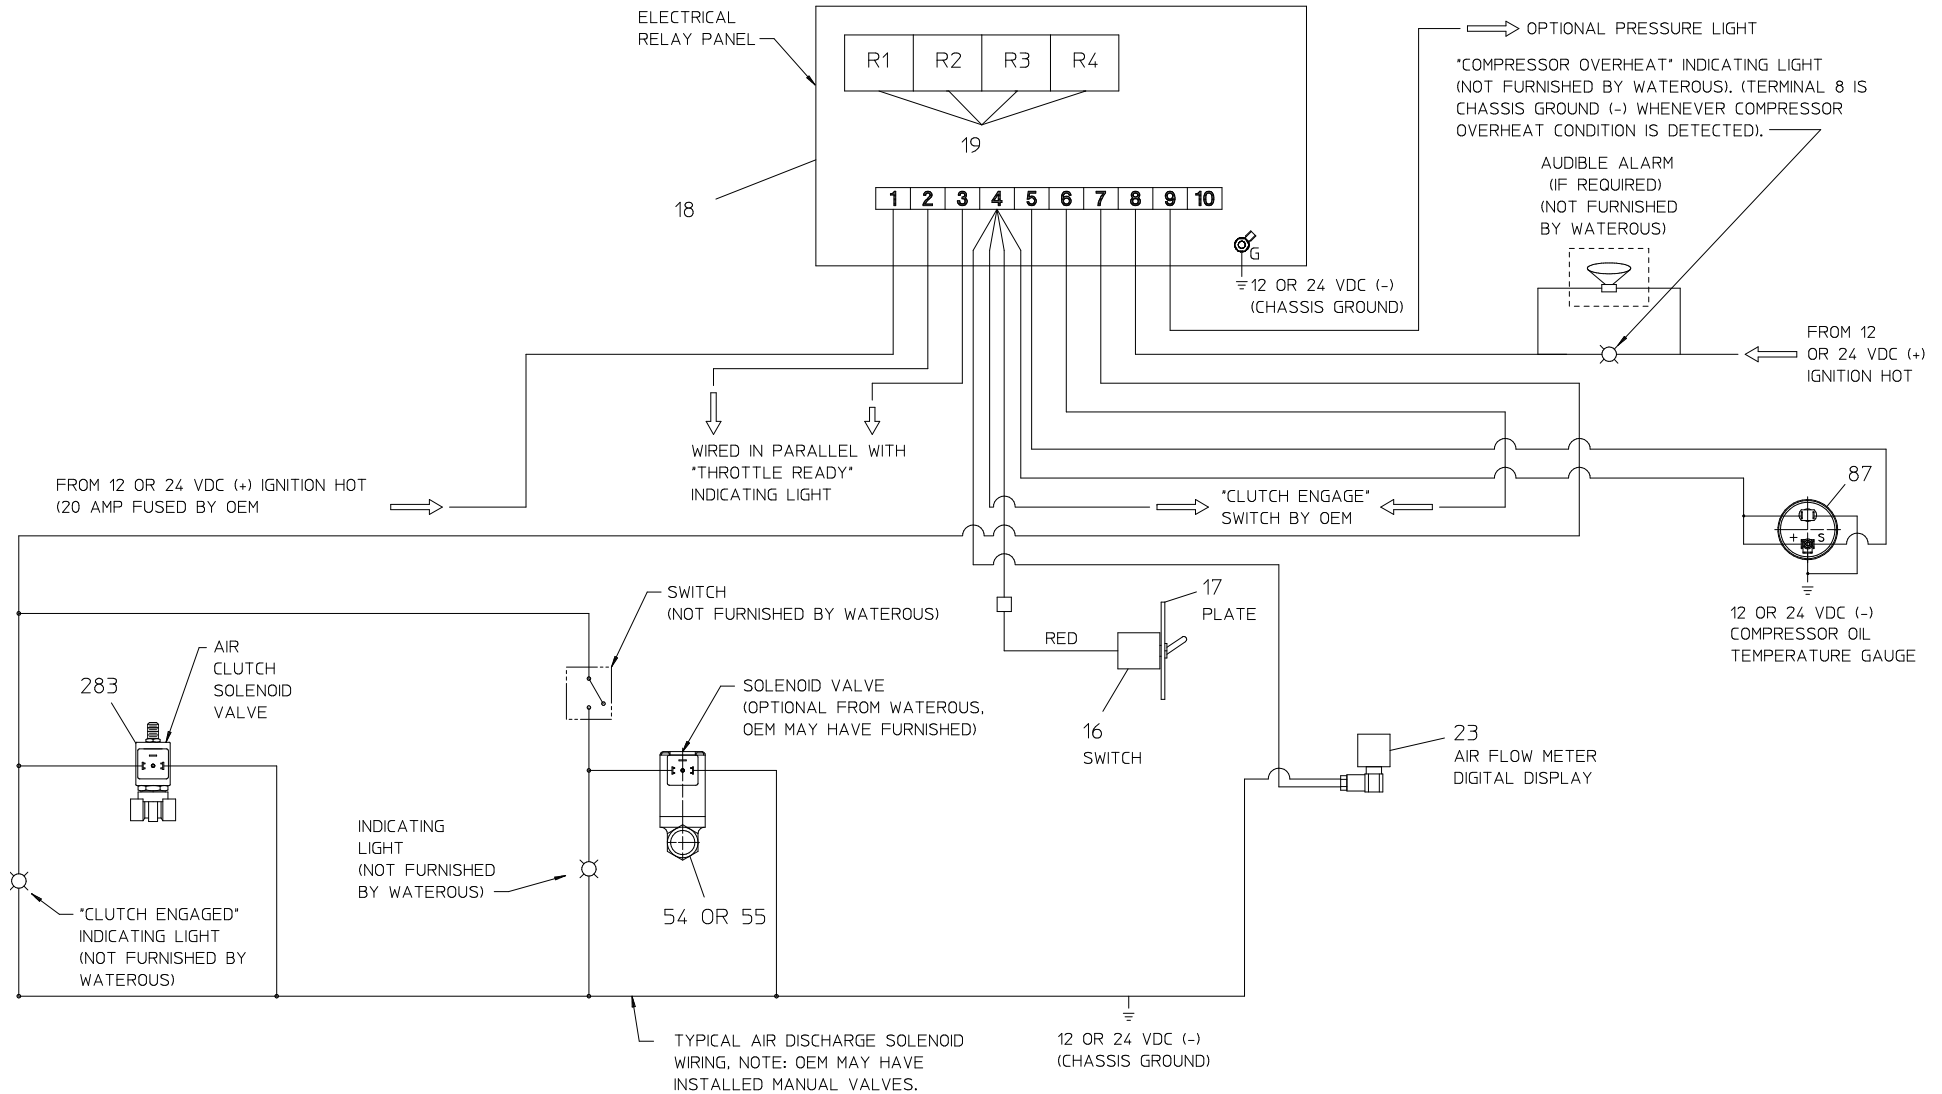 ELECTRICAL
RELAY PANEL
R1 R2 R3 R4
19
18
1 2 3 4 5 6 7 8 9 10
G
12 OR 24 VDC (-)
(CHASSIS GROUND)
OPTIONAL PRESSURE LIGHT
"COMPRESSOR OVERHEAT" INDICATING LIGHT
(NOT FURNISHED BY WATEROUS). (TERMINAL 8 IS
CHASSIS GROUND (-) WHENEVER COMPRESSOR
OVERHEAT CONDITION IS DETECTED).
AUDIBLE ALARM
(IF REQUIRED)
(NOT FURNISHED
BY WATEROUS)
FROM 12
OR 24 VDC (+)
IGNITION HOT
WIRED IN PARALLEL WITH
"THROTTLE READY"
INDICATING LIGHT
FROM 12 OR 24 VDC (+) IGNITION HOT
(20 AMP FUSED BY OEM
"CLUTCH ENGAGE"
SWITCH BY OEM
87
+ S
12 OR 24 VDC (-)
COMPRESSOR OIL
TEMPERATURE GAUGE
SWITCH
(NOT FURNISHED BY WATEROUS)
17
PLATE
RED
16
SWITCH
AIR
CLUTCH
SOLENOID
VALVE
283
SOLENOID VALVE
(OPTIONAL FROM WATEROUS,
OEM MAY HAVE FURNISHED)
23
AIR FLOW METER
DIGITAL DISPLAY
INDICATING
LIGHT
(NOT FURNISHED
BY WATEROUS)
54 OR 55
"CLUTCH ENGAGED"
INDICATING LIGHT
(NOT FURNISHED BY
WATEROUS)
TYPICAL AIR DISCHARGE SOLENOID
WIRING, NOTE: OEM MAY HAVE
INSTALLED MANUAL VALVES.
12 OR 24 VDC (-)
(CHASSIS GROUND)